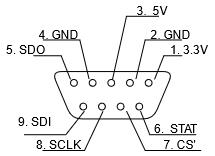 3. 5V
4. GND
2. GND
5. SDO
1. 3.3V
9. SDI
6. STAT
8. SCLK
7. CS'